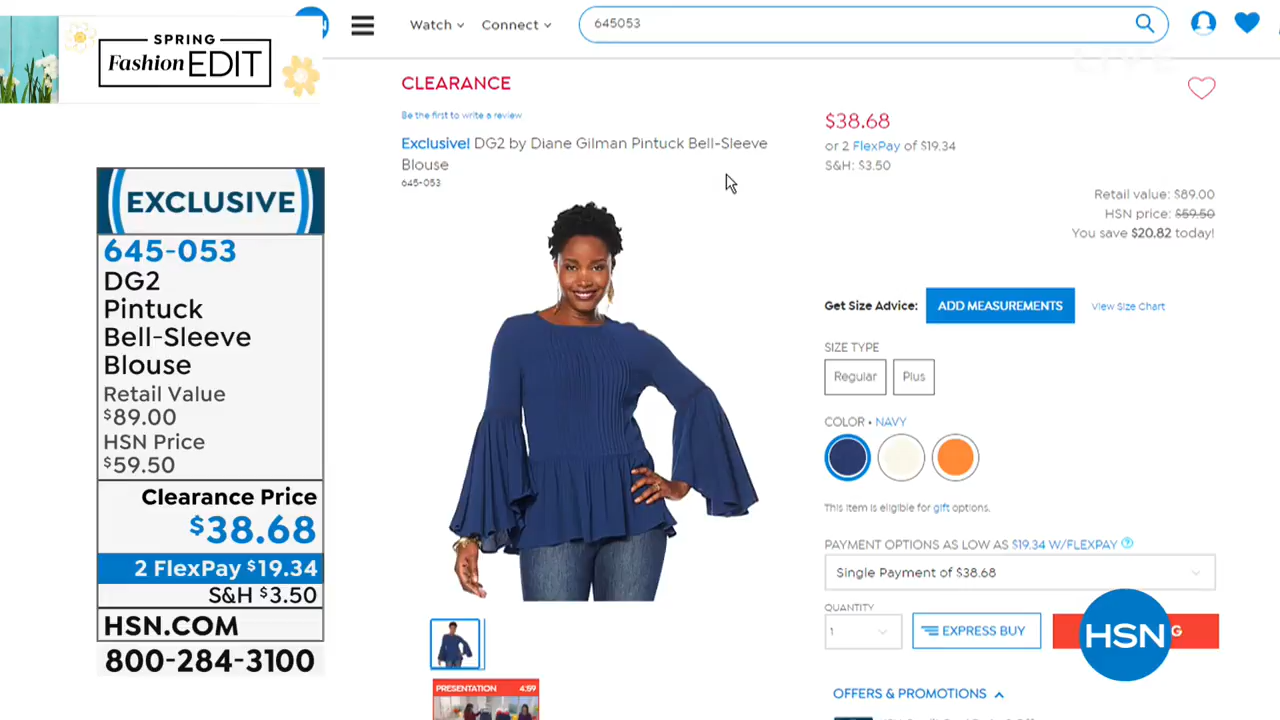 SPRING
Fashion EDIT
EXCLUSIVE
645-053
DG2
Pintuck
Bell-Sleeve
Blouse
Retail Value
$89.00
HSN Price
$59.50
Clearance Price
$38.68
2 FlexPay $19.34
S&H $3.50
HSN.COM
800-284-3100
Watch
Connect
645053
LIVE
CLEARANCE
Be the first to write a review
Exclusive! DG2 by Diane Gilman Pintuck Bell-Sleeve
Blouse
645-053
PRESENTATION 4:59
$38.68
or 2 FlexPay of $19.34
S&H: $3.50
Retail value: $89.00
HSN price: $59.50
You save $20.82 today!
Get Size Advice: ADD MEASUREMENTS View Size Chart
SIZE TYPE
Regular Plus
COLOR • NAVY
This item is eligible for gift options.
PAYMENT OPTIONS AS LOW AS $19.34 W/FLEXPAY ?
Single Payment of $38.68
QUANTITY
1 EXPRESS BUY
HSN
OFFERS & PROMOTIONS